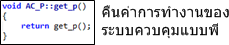 void AC_P::get_p()
{
    return get_p();
}
คืนค่าการทำงานของ
ระบบควบคุมแบบพี